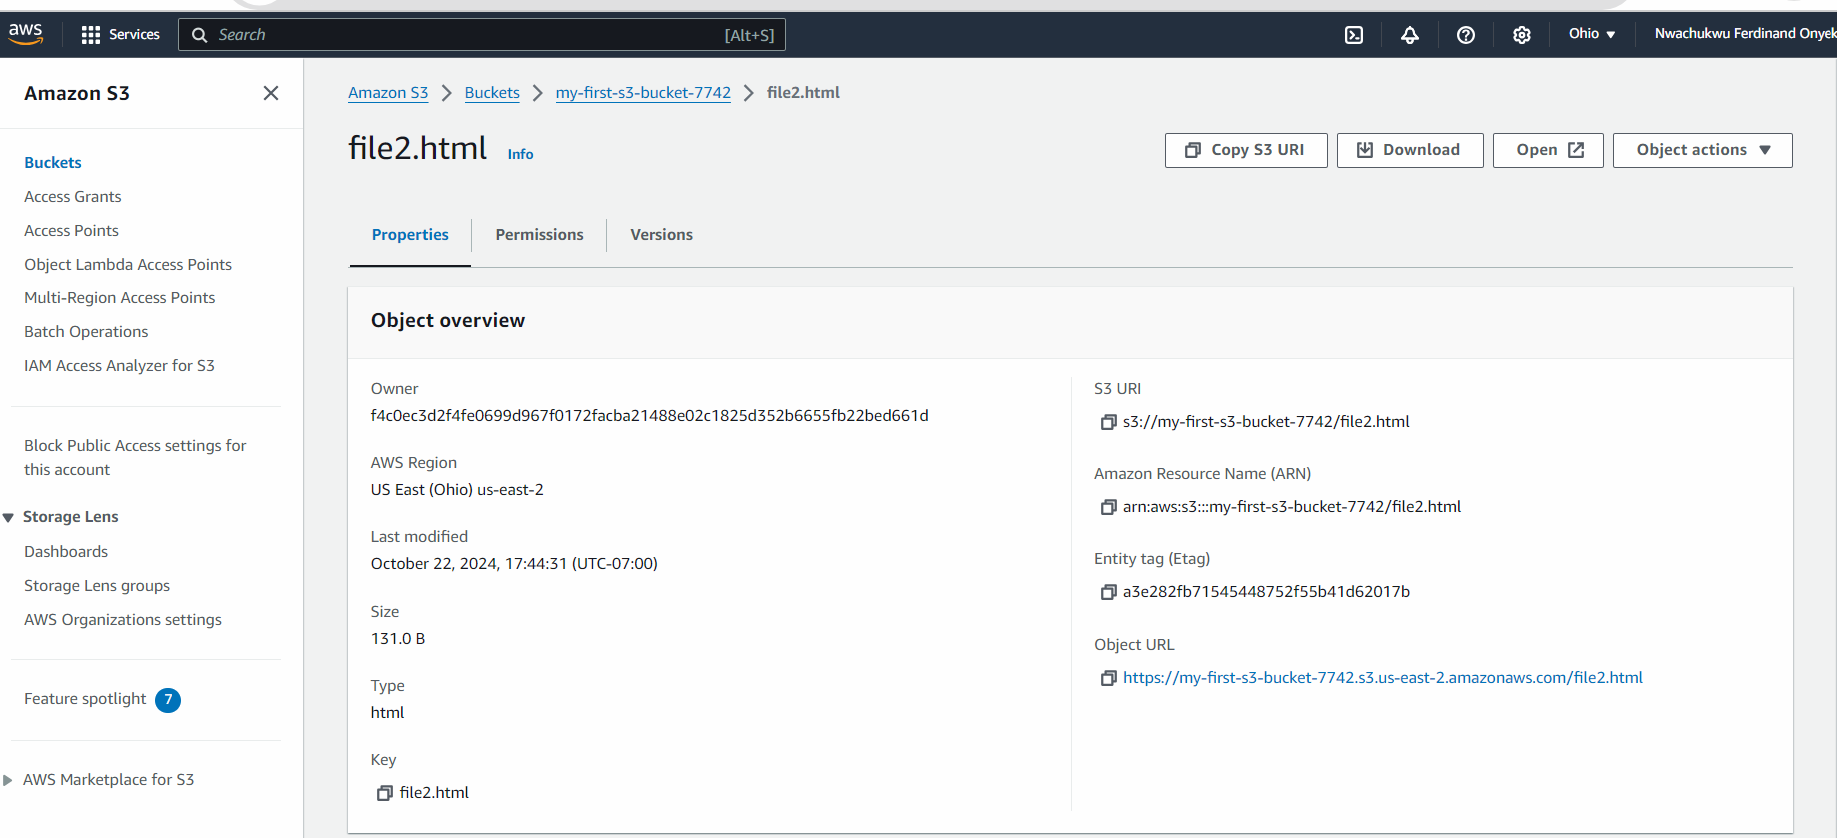 aws
Services
Search
[Alt+S]
Ohio
Nwachukwu Ferdinand Onyek
Amazon S3
Buckets
Access Grants
Access Points
Object Lambda Access Points
Multi-Region Access Points
Batch Operations
IAM Access Analyzer for S3
Block Public Access settings for
this account
Storage Lens
Dashboards
Storage Lens groups
AWS Organizations settings
Feature spotlight 7
AWS Marketplace for S3
Amazon S3 > Buckets > my-first-s3-bucket-7742 > file2.html
file2.html Info
Copy S3 URI
Download
Open
Object actions
Properties
Permissions
Versions
Object overview
Owner
f4c0ec3d2f4fe0699d967f0172facba21488e02c1825d352b6655fb22bed661d
AWS Region
US East (Ohio) us-east-2
Last modified
October 22, 2024, 17:44:31 (UTC-07:00)
Size
131.0 B
Type
html
Key
file2.html
S3 URI
s3://my-first-s3-bucket-7742/file2.html
Amazon Resource Name (ARN)
arn:aws:s3:::my-first-s3-bucket-7742/file2.html
Entity tag (Etag)
a3e282fb71545448752f55b41d62017b
Object URL
https://my-first-s3-bucket-7742.s3.us-east-2.amazonaws.com/file2.html